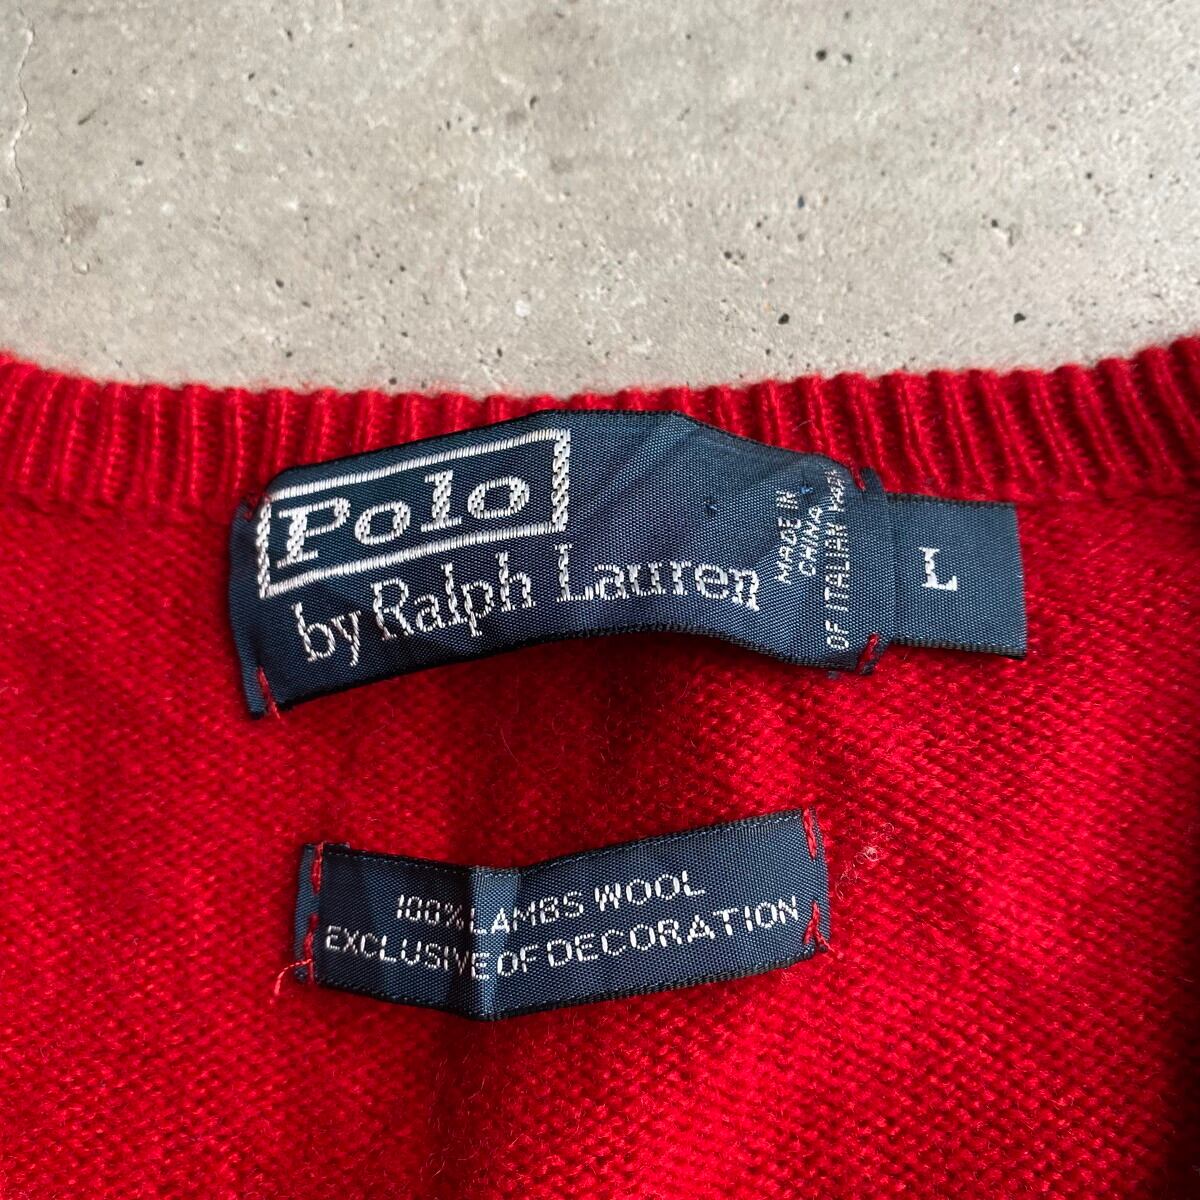 Polo
by Ralph Lauren
MADE IN
CHINA
OF ITALIAN YARN
L
100% LAMBS WOOL
EXCLUSIVE OF DECORATION